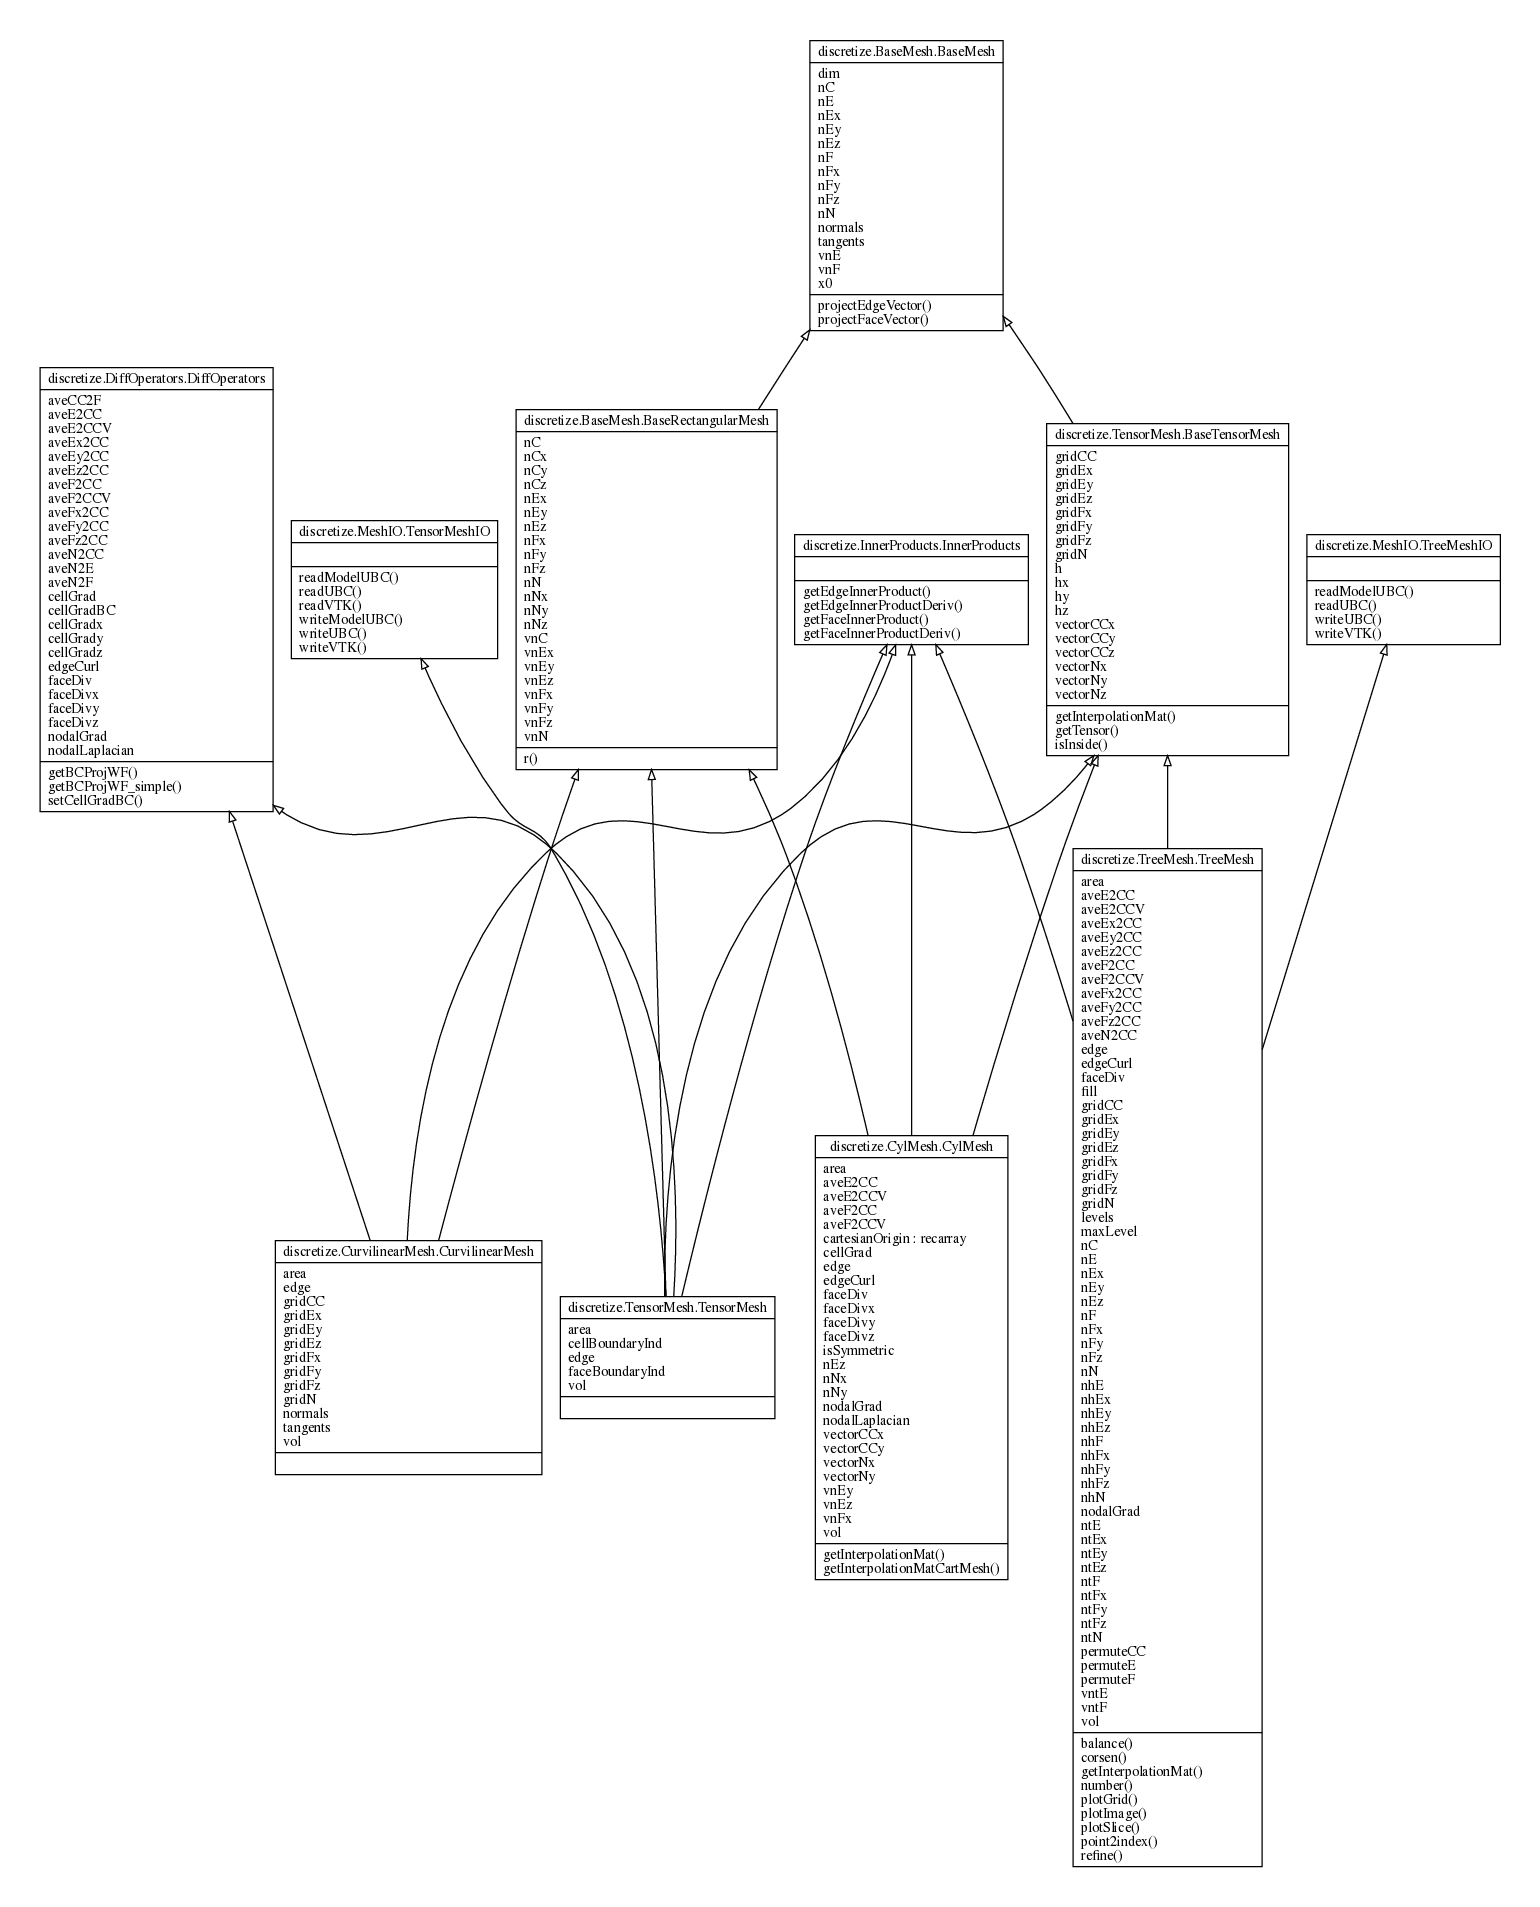 discretize.BaseMesh.BaseMesh
dim
nC
nE
nEx
nEy
nEz
nF
nFx
nFy
nFz
nN
normals
tangents
vnE
vnF
x0
projectEdgeVector()
projectFaceVector()
discretize.DiffOperators.DiffOperators
aveCC2F
aveE2CC
aveE2CCV
aveEx2CC
aveEy2CC
aveEz2CC
aveF2CC
aveF2CCV
aveFx2CC
aveFy2CC
aveFz2CC
aveN2CC
aveN2E
aveN2F
cellGrad
cellGradBC
cellGradx
cellGrady
cellGradz
edgeCurl
faceDiv
faceDivx
faceDivy
faceDivz
nodalGrad
nodalLaplacian
getBCProjWF()
getBCProjWF_simple()
setCellGradBC()
discretize.MeshIO.TensorMeshIO
readModelUBC()
readUBC()
readVTK()
writeModelUBC()
writeUBC()
writeVTK()
discretize.BaseMesh.BaseRectangularMesh
nC
nCx
nCy
nCz
nEx
nEy
nEz
nFx
nFy
nFz
nN
nNx
nNy
nNz
vnC
vnEx
vnEy
vnEz
vnFx
vnFy
vnFz
vnN
r()
discretize.InnerProducts.InnerProducts
getEdgeInnerProduct()
getEdgeInnerProductDeriv()
getFaceInnerProduct()
getFaceInnerProductDeriv()
discretize.TensorMesh.BaseTensorMesh
gridCC
gridEx
gridEy
gridEz
gridFx
gridFy
gridFz
gridN
h
hx
hy
hz
vectorCCx
vectorCCy
vectorCCz
vectorNx
vectorNy
vectorNz
getInterpolationMat()
getTensor()
isInside()
discretize.MeshIO.TreeMeshIO
readModelUBC()
readUBC()
writeUBC()
writeVTK()
discretize.CurvilinearMesh.CurvilinearMesh
area
edge
gridCC
gridEx
gridEy
gridEz
gridFx
gridFy
gridFz
gridN
normals
tangents
vol
discretize.TensorMesh.TensorMesh
area
cellBoundaryInd
edge
faceBoundaryInd
vol
discretize.CylMesh.CylMesh
area
aveE2CC
aveE2CCV
aveF2CC
aveF2CCV
cartesianOrigin : recarray
cellGrad
edge
edgeCurl
faceDiv
faceDivx
faceDivy
faceDivz
isSymmetric
nEz
nNx
nNy
nodalGrad
nodalLaplacian
vectorCCx
vectorCCy
vectorNx
vectorNy
vnEy
vnEz
vnFx
vol
getInterpolationMat()
getInterpolationMatCartMesh()
discretize.TreeMesh.TreeMesh
area
aveE2CC
aveE2CCV
aveEx2CC
aveEy2CC
aveEz2CC
aveF2CC
aveF2CCV
aveFx2CC
aveFy2CC
aveFz2CC
aveN2CC
edge
edgeCurl
faceDiv
fill
gridCC
gridEx
gridEy
gridEz
gridFx
gridFy
gridFz
gridN
levels
maxLevel
nC
nE
nEx
nEy
nEz
nF
nFx
nFy
nFz
nN
nhE
nhEx
nhEy
nhEz
nhF
nhFx
nhFy
nhFz
nhN
nodalGrad
ntE
ntEx
ntEy
ntEz
ntF
ntFx
ntFy
ntFz
ntN
permuteCC
permuteE
permuteF
vntE
vntF
vol
balance()
corsen()
getInterpolationMat()
number()
plotGrid()
plotImage()
plotSlice()
point2index()
refine()